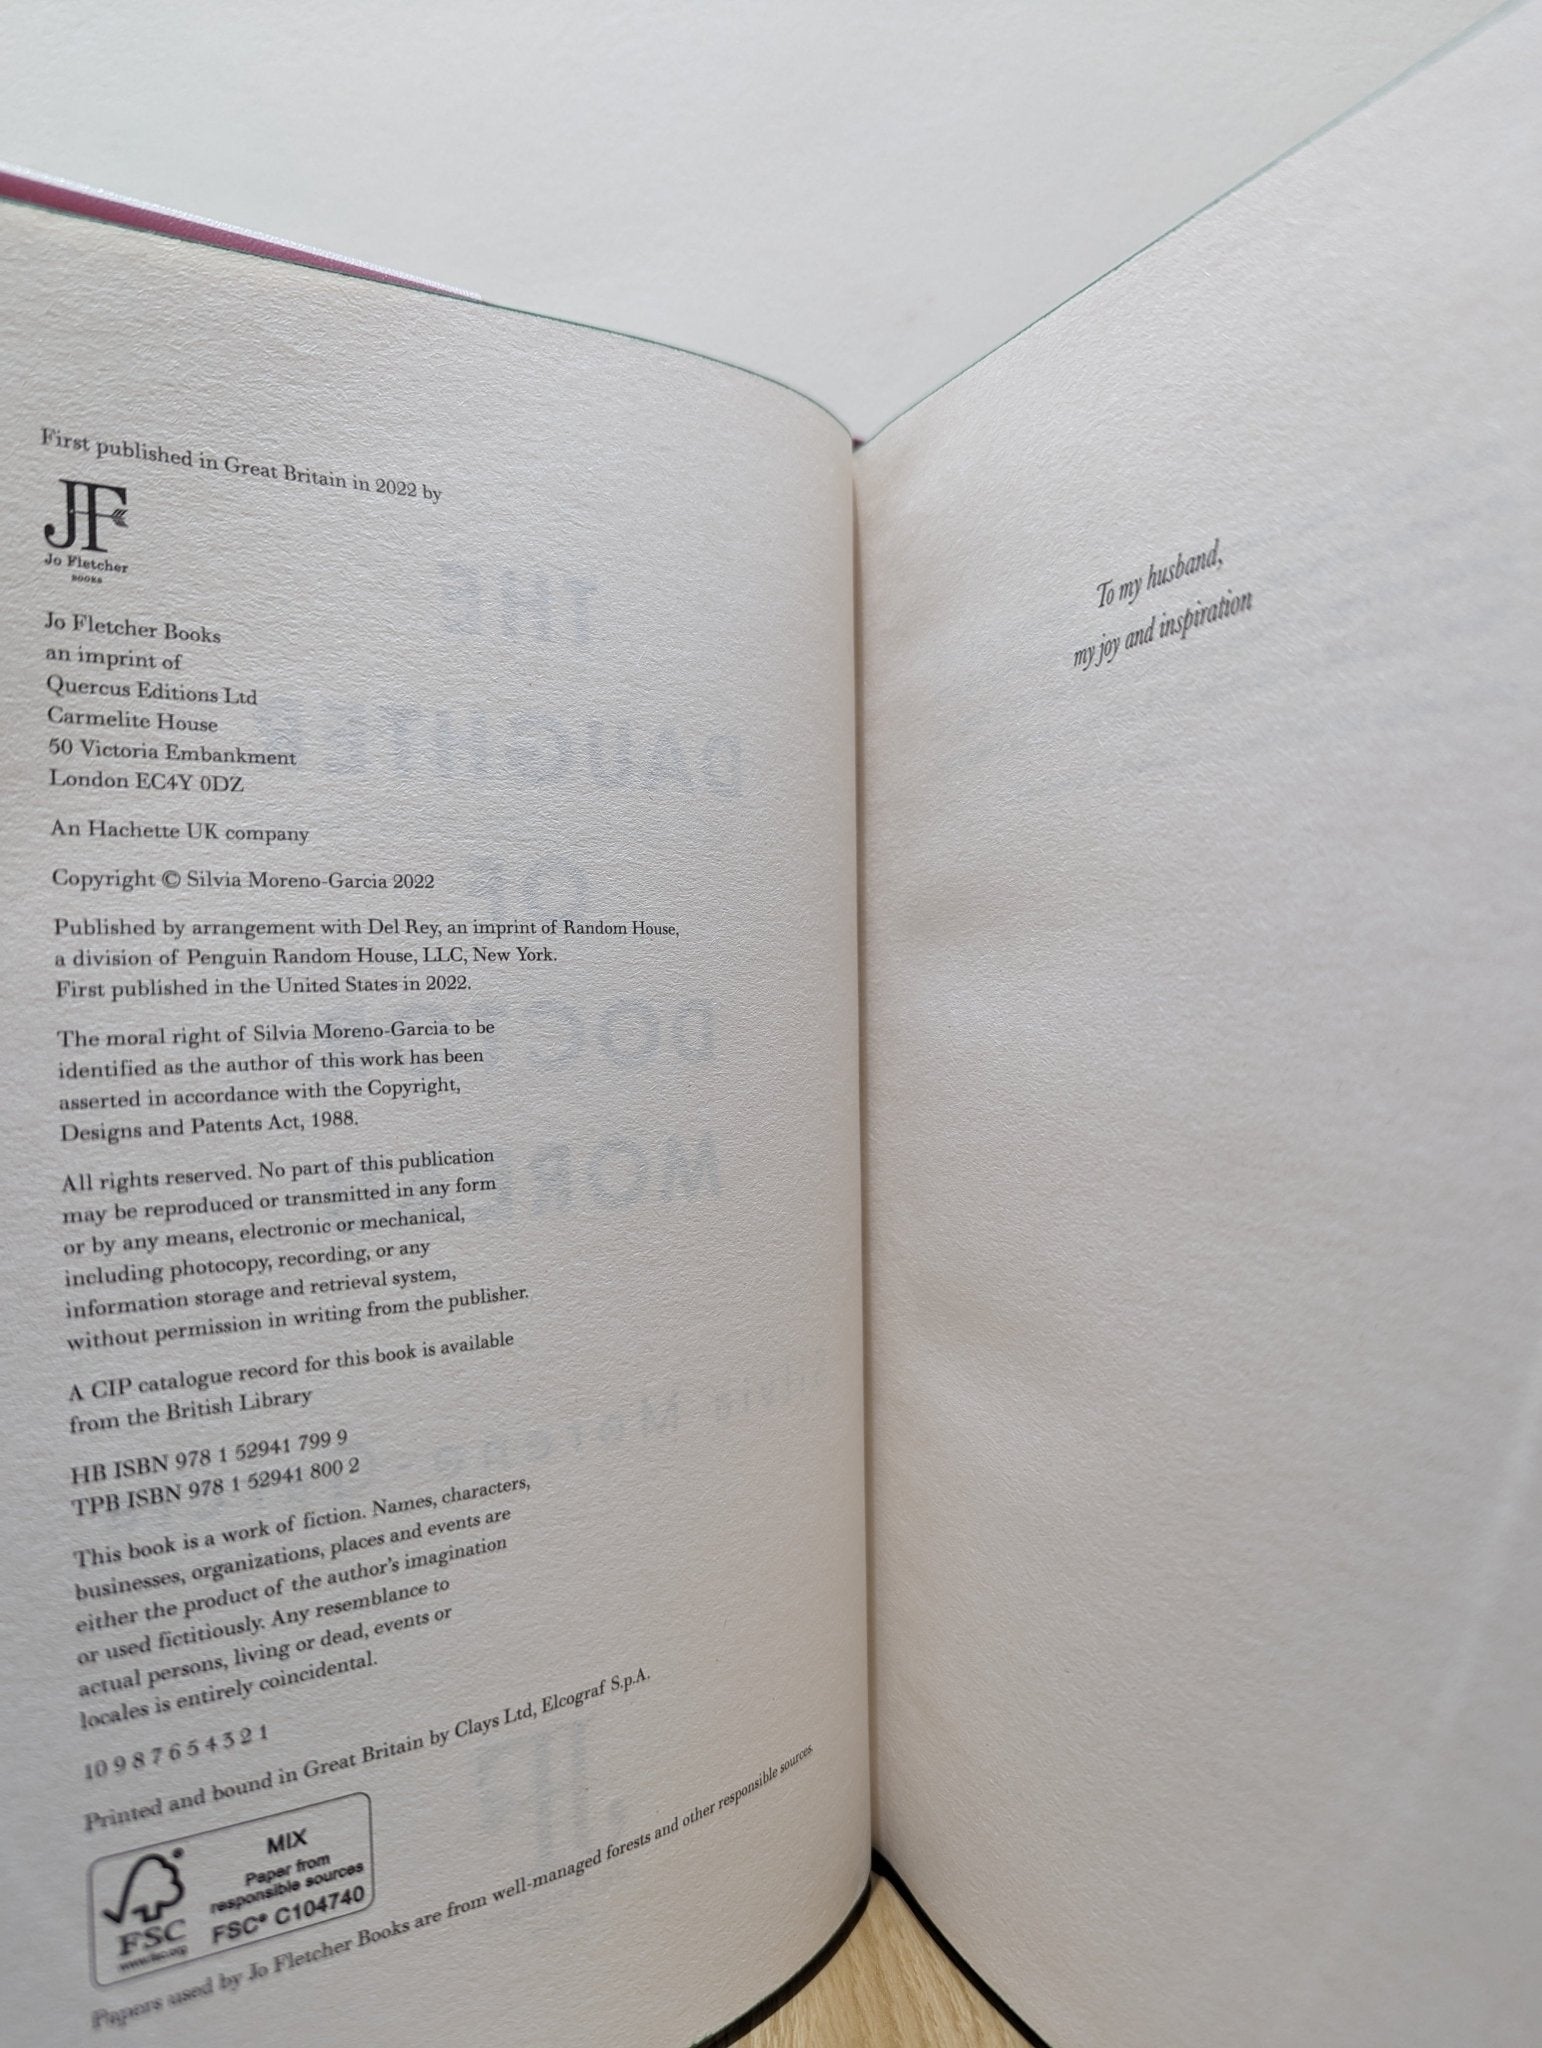 First published in Great Britain in 2022 by
JF
Jo Fletcher
BOOKS
Jo Fletcher Books
an imprint of
Quercus Editions Ltd
Carmelite House
50 Victoria Embankment
London EC4Y 0DZ
An Hachette UK company
Copyright © Silvia Moreno-Garcia 2022
Published by arrangement with Del Rey, an imprint of Random House,
a division of Penguin Random House, LLC, New York.
First published in the United States in 2022.
The moral right of Silvia Moreno-Garcia to be
identified as the author of this work has been
asserted in accordance with the Copyright,
Designs and Patents Act, 1988.
All rights reserved. No part of this publication
may be reproduced or transmitted in any form
or by any means, electronic or mechanical,
including photocopy, recording, or any
information storage and retrieval system,
without permission in writing from the publisher.
A CIP catalogue record for this book is available
from the British Library
HB ISBN 978 1 52941 799 9
TPB ISBN 978 1 52941 800 2
This book is a work of fiction. Names, characters,
businesses, organizations, places and events are
either the product of the author's imagination
or used fictitiously. Any resemblance to
actual persons, living or dead, events or
locales is entirely coincidental.
10 9 8 7 6 5 4 3 2 1
Printed and bound in Great Britain by Clays Ltd, Elcograf S.p.A.
FSC
www.fsc.org
MIX
Paper from
responsible sources
FSC® C104740
Papers used by Jo Fletcher Books are from well-managed forests and other responsible sources.
To my husband,
my joy and inspiration